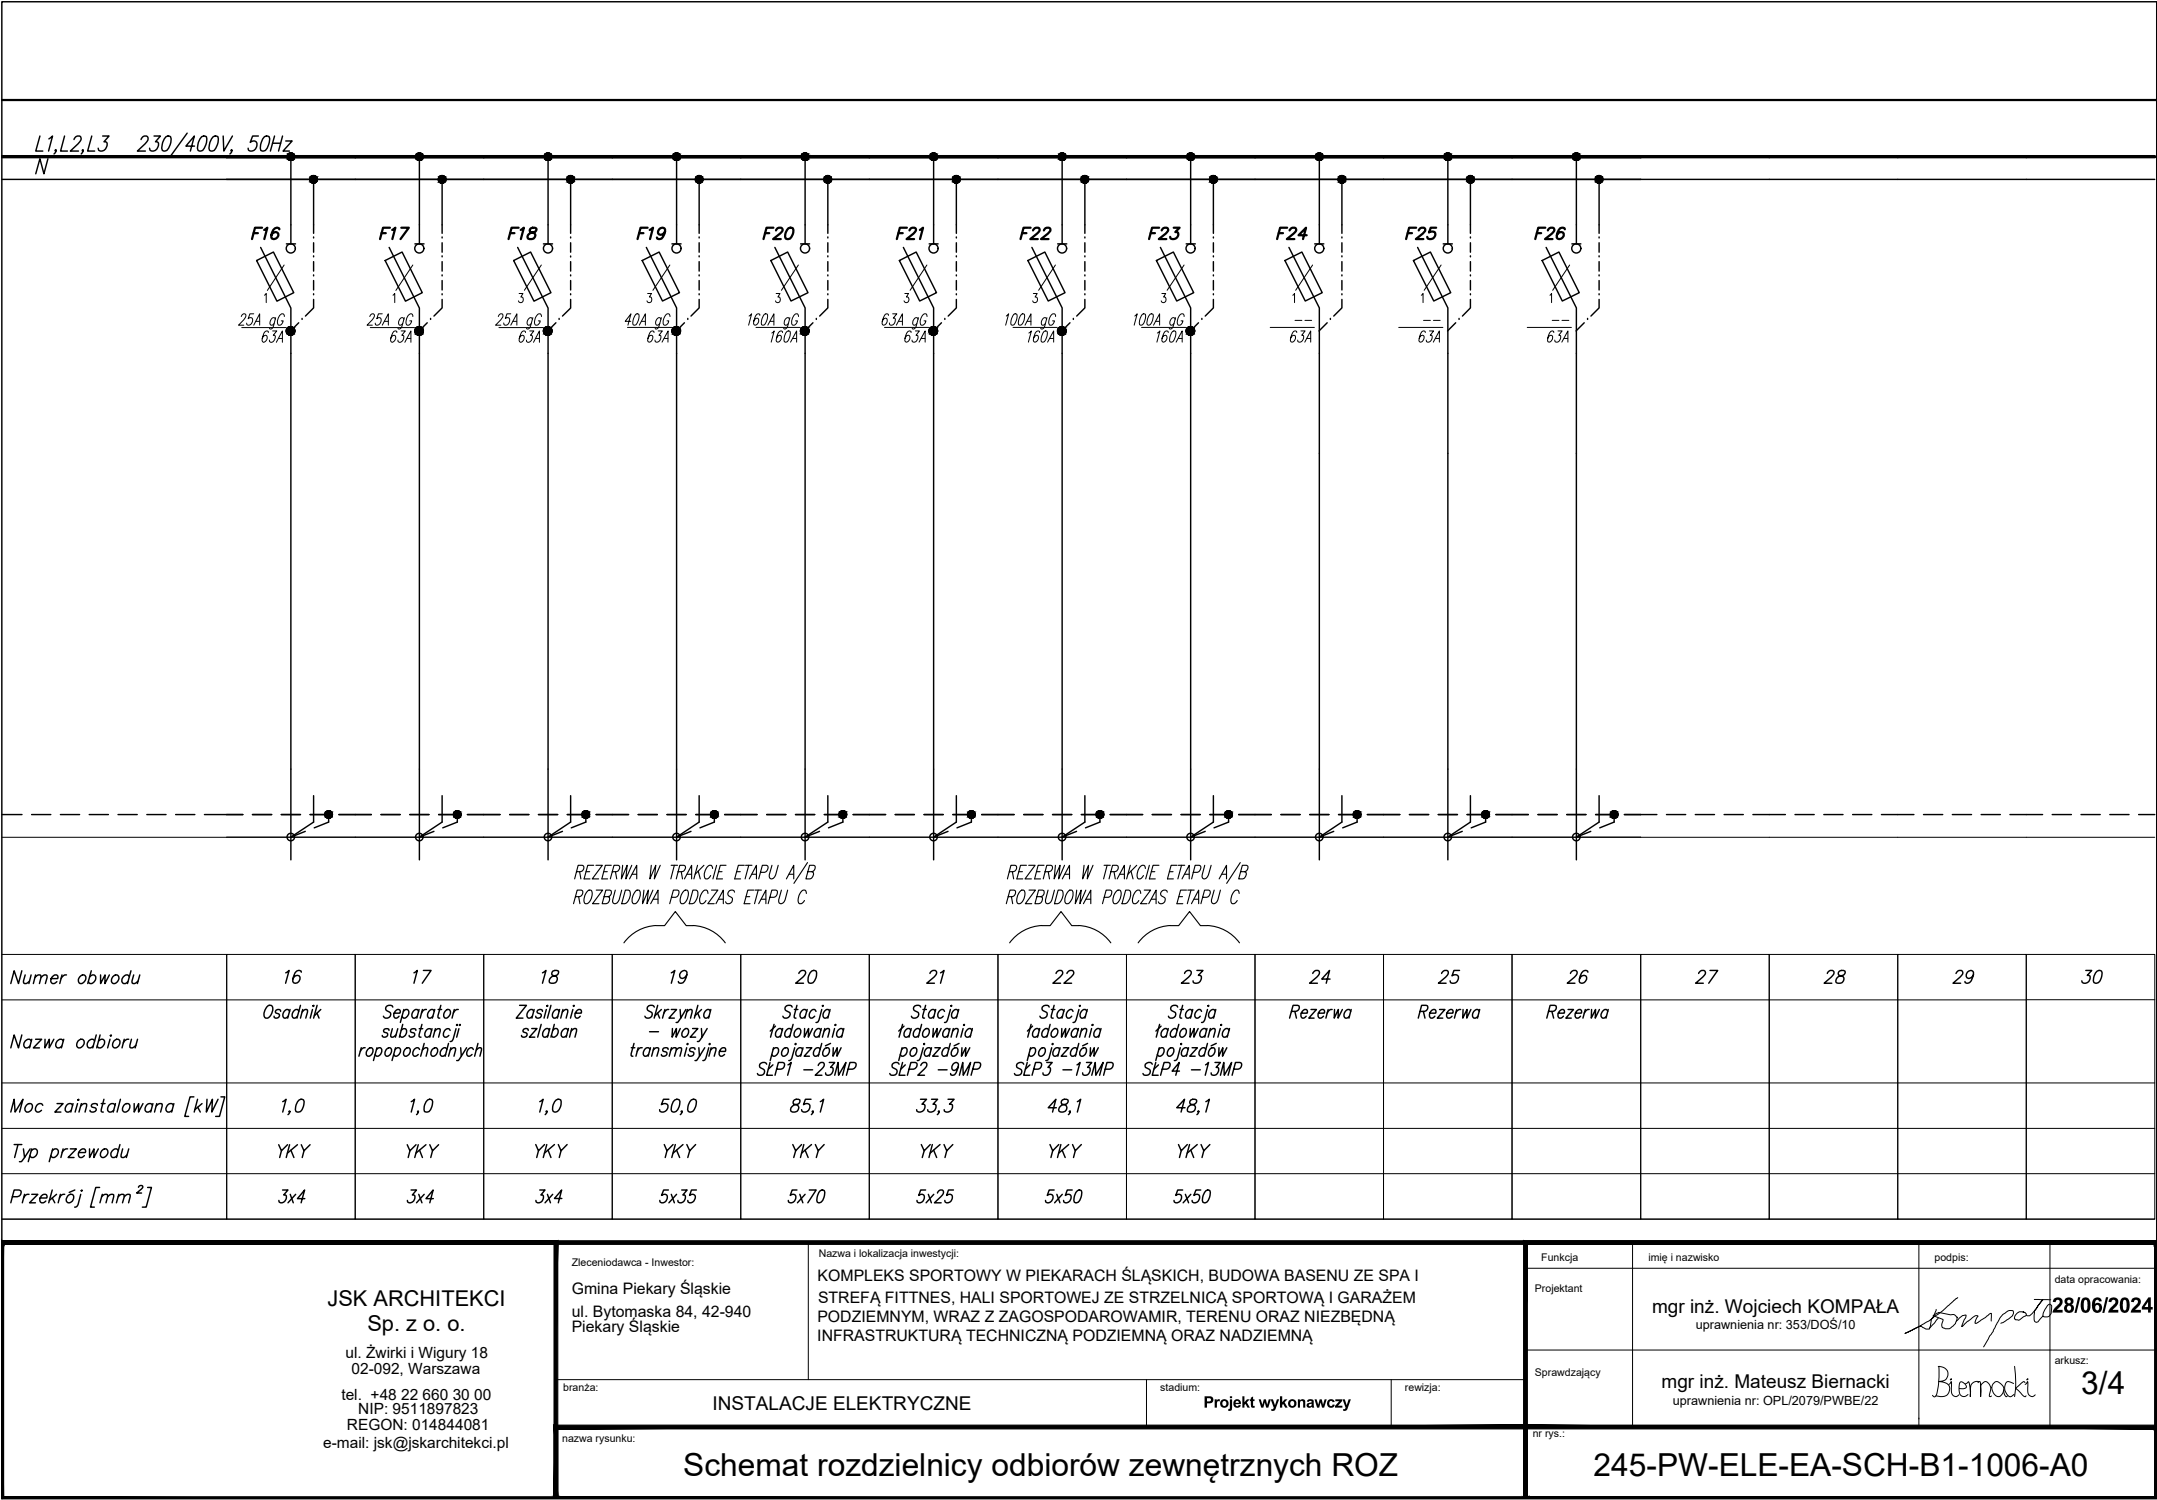 L1,L2,L3 230/400V, 50Hz
N
F16 F17 F18 F19 F20 F21 F22 F23 F24 F25 F26
1 1 3 3 3 3 3 3 1 1 1
25A gG 25A gG 25A gG 40A gG 160A gG 63A gG 100A gG 100A gG -- -- --
63A 63A 63A 63A 160A 63A 160A 160A 63A 63A 63A
REZERWA W TRAKCIE ETAPU A/B REZERWA W TRAKCIE ETAPU A/B
ROZBUDOWA PODCZAS ETAPU C ROZBUDOWA PODCZAS ETAPU C
Numer obwodu 16 17 18 19 20 21 22 23 24 25 26 27 28 29 30
Nazwa odbioru
Osadnik
Separator
substancji
ropopochodnych
Zasilanie
szlaban
Skrzynka
– wozy
transmisyjne
Stacja
ładowania
pojazdów
SŁP1 –23MP
Stacja
ładowania
pojazdów
SŁP2 –9MP
Stacja
ładowania
pojazdów
SŁP3 –13MP
Stacja
ładowania
pojazdów
SŁP4 –13MP
Rezerwa
Rezerwa
Rezerwa
Moc zainstalowana [kW] 1,0 1,0 1,0 50,0 85,1 33,3 48,1 48,1
Typ przewodu YKY YKY YKY YKY YKY YKY YKY YKY
Przekrój [mm²] 3x4 3x4 3x4 5x35 5x70 5x25 5x50 5x50
JSK ARCHITEKCI
Sp. z o. o.
ul. Żwirki i Wigury 18
02-092, Warszawa
tel. +48 22 660 30 00
NIP: 9511897823
REGON: 014844081
e-mail: jsk@jskarchitekci.pl
Zleceniodawca - Inwestor:
Gmina Piekary Śląskie
ul. Bytomaska 84, 42-940
Piekary Śląskie
Nazwa i lokalizacja inwestycji:
KOMPLEKS SPORTOWY W PIEKARACH ŚLĄSKICH, BUDOWA BASENU ZE SPA I
STREFĄ FITTNES, HALI SPORTOWEJ ZE STRZELNICĄ SPORTOWĄ I GARAŻEM
PODZIEMNYM, WRAZ Z ZAGOSPODAROWAMIR, TERENU ORAZ NIEZBĘDNĄ
INFRASTRUKTURĄ TECHNICZNĄ PODZIEMNĄ ORAZ NADZIEMNĄ
branża:
INSTALACJE ELEKTRYCZNE
stadium:
Projekt wykonawczy
rewizja:
nazwa rysunku:
Schemat rozdzielnicy odbiorów zewnętrznych ROZ
Funkcja imię i nazwisko podpis:
Projektant
mgr inż. Wojciech KOMPAŁA
uprawnienia nr: 353/DOŚ/10
Kompała
data opracowania:
28/06/2024
Sprawdzający
mgr inż. Mateusz Biernacki
uprawnienia nr: OPL/2079/PWBE/22
Biernacki
arkusz:
3/4
nr rys.:
245-PW-ELE-EA-SCH-B1-1006-A0